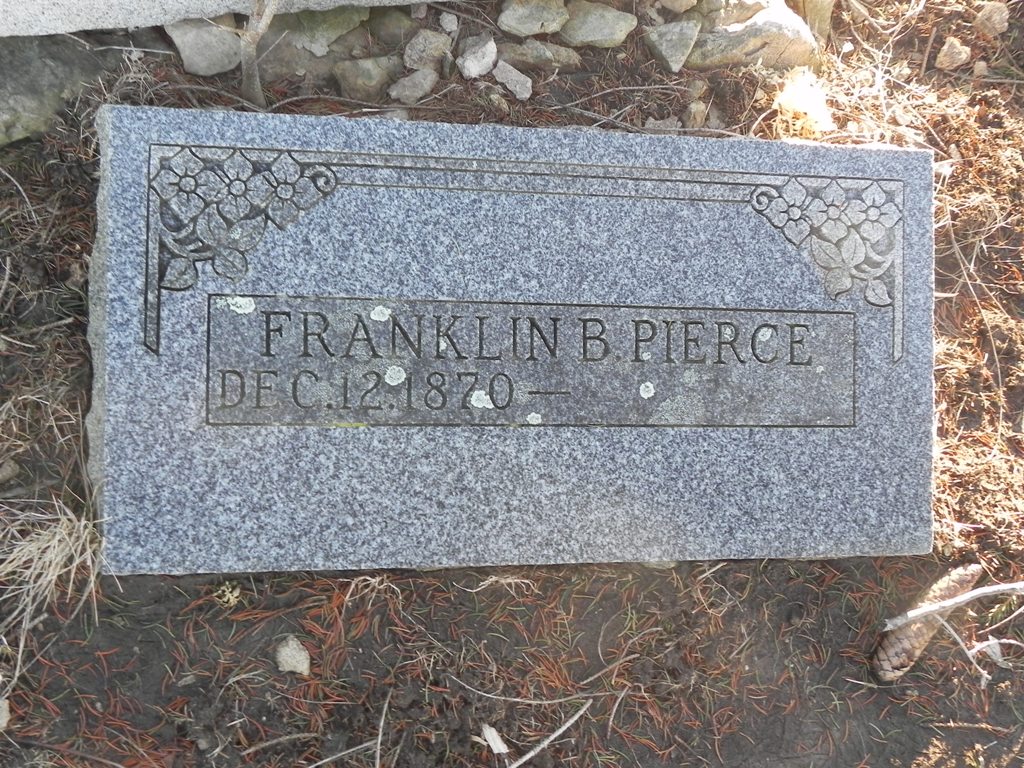 FRANKLIN B. PIERCE
DEC. 12. 1870 —